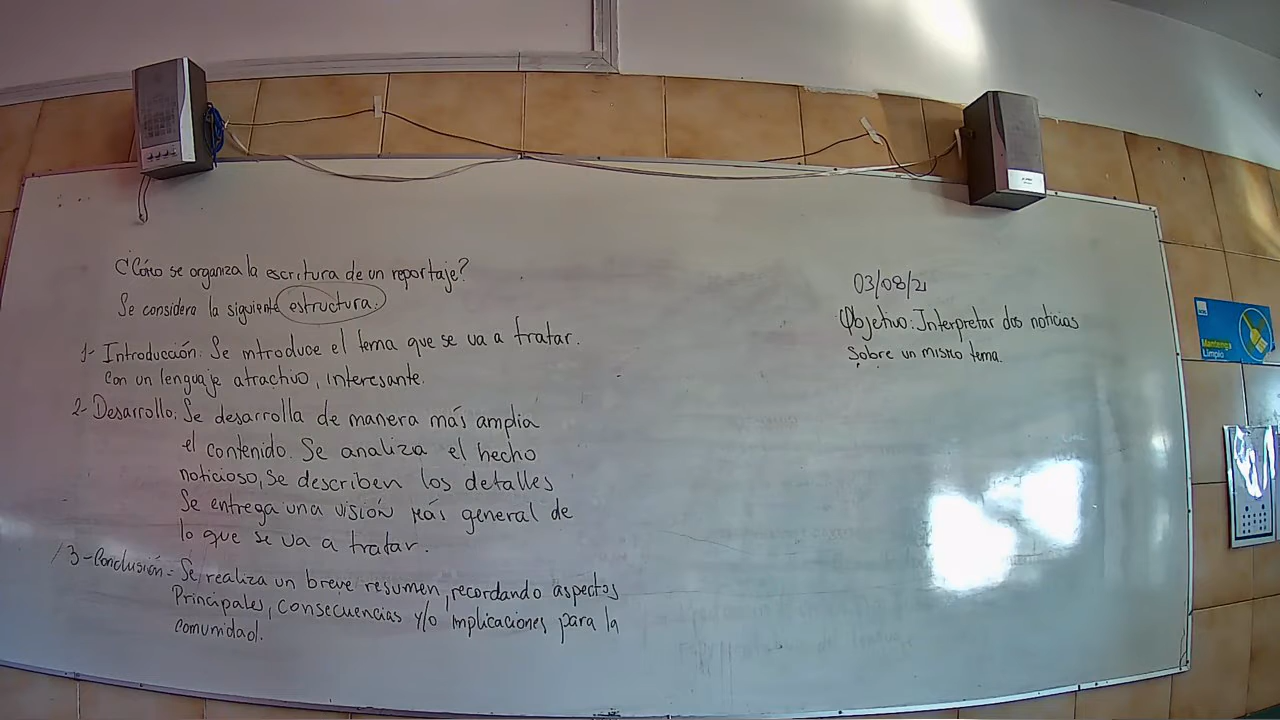 ¿Cómo se organiza la escritura de un reportaje?
Se considera la siguiente estructura.
1- Introducción: Se introduce el tema que se va a tratar.
con un lenguaje atractivo, interesante.
2- Desarrollo: Se desarrolla de manera más amplia
el contenido. Se analiza el hecho
noticioso, se describen los detalles
Se entrega una visión más general de
lo que se va a tratar.
3- Conclusión = Se realiza un breve resumen, recordando aspectos
Principales, consecuencias y/o implicaciones para la
comunidad.
03/08/21
Objetivo: Interpretar dos noticias
sobre un mismo tema.
Mantenga
Limpio